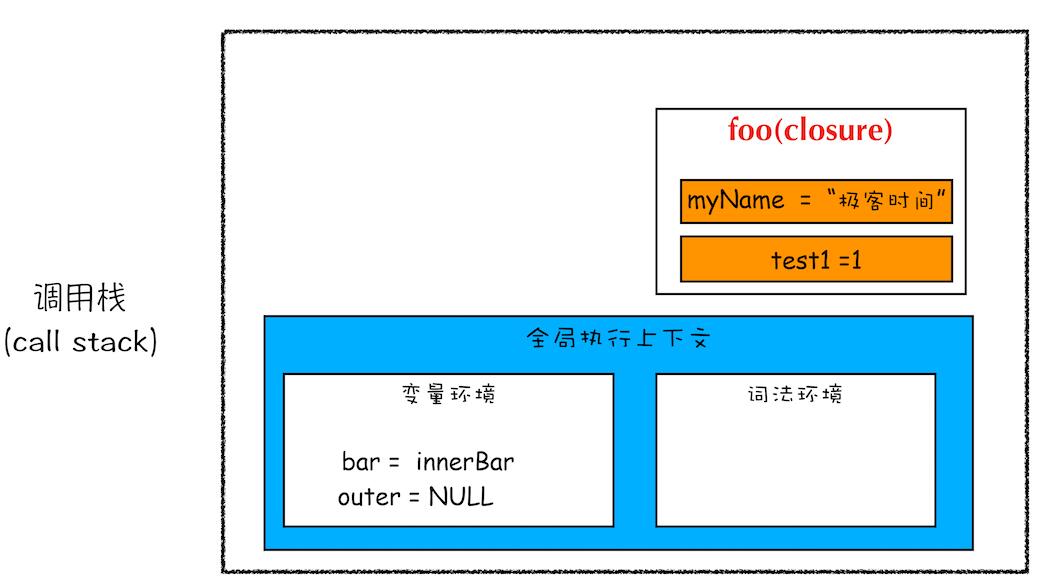 foo(closure)
myName = “极客时间”
test1 =1
调用栈
(call stack)
全局执行上下文
变量环境
bar = innerBar
outer = NULL
词法环境